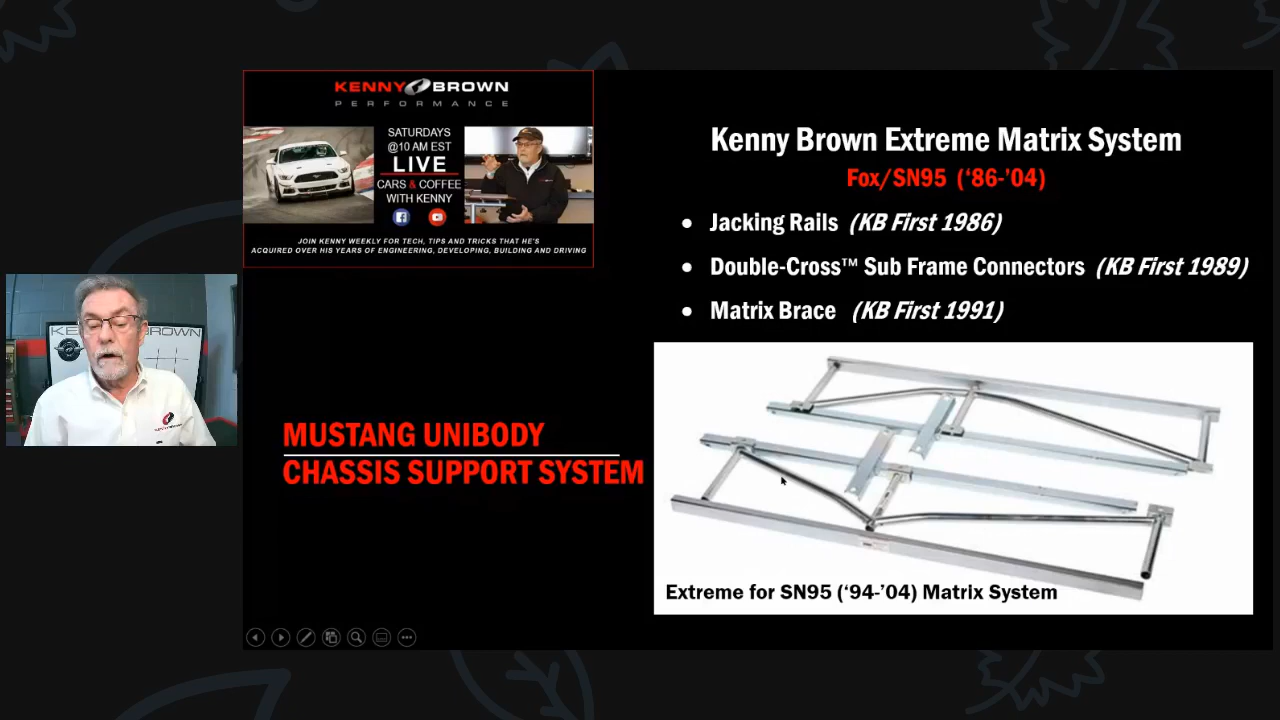 KENNY BROWN
PERFORMANCE
SATURDAYS
@10 AM EST
LIVE
CARS & COFFEE
WITH KENNY
JOIN KENNY WEEKLY FOR TECH, TIPS AND TRICKS THAT HE'S
ACQUIRED OVER HIS YEARS OF ENGINEERING, DEVELOPING, BUILDING AND DRIVING
KENNY BROWN
MUSTANG UNIBODY
CHASSIS SUPPORT SYSTEM
Kenny Brown Extreme Matrix System
Fox/SN95 (‘86-’04)
• Jacking Rails (KB First 1986)
• Double-Cross™ Sub Frame Connectors (KB First 1989)
• Matrix Brace (KB First 1991)
Extreme for SN95 (‘94-’04) Matrix System